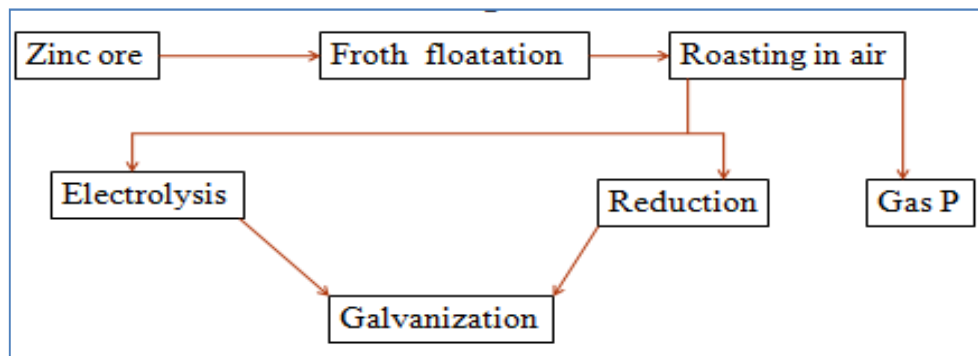 Zinc ore
Froth floatation
Roasting in air
Electrolysis
Reduction
Gas P
Galvanization